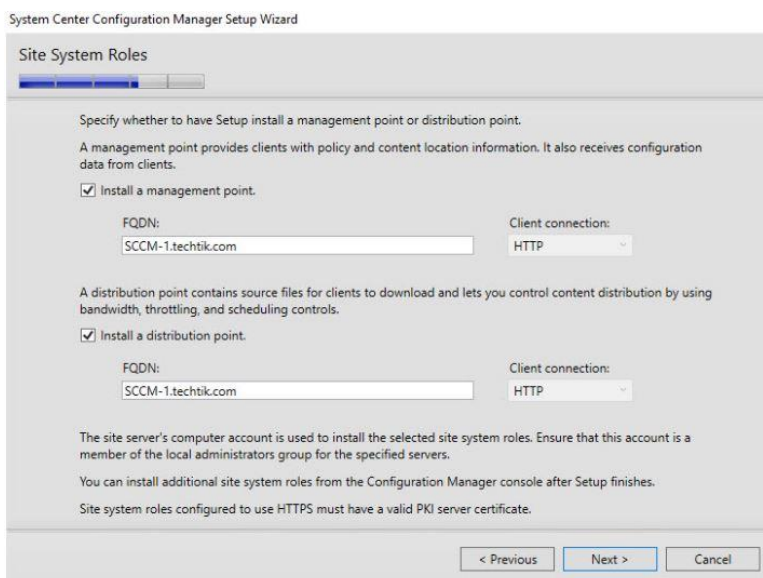 System Center Configuration Manager Setup Wizard
Site System Roles
Specify whether to have Setup install a management point or distribution point.
A management point provides clients with policy and content location information. It also receives configuration
data from clients.
Install a management point.
FQDN:
Client connection:
SCCM-1.techtik.com
HTTP
A distribution point contains source files for clients to download and lets you control content distribution by using
bandwidth, throttling, and scheduling controls.
Install a distribution point.
FQDN:
Client connection:
SCCM-1.techtik.com
HTTP
The site server's computer account is used to install the selected site system roles. Ensure that this account is a
member of the local administrators group for the specified servers.
You can install additional site system roles from the Configuration Manager console after Setup finishes.
Site system roles configured to use HTTPS must have a valid PKI server certificate.
< Previous
Next >
Cancel